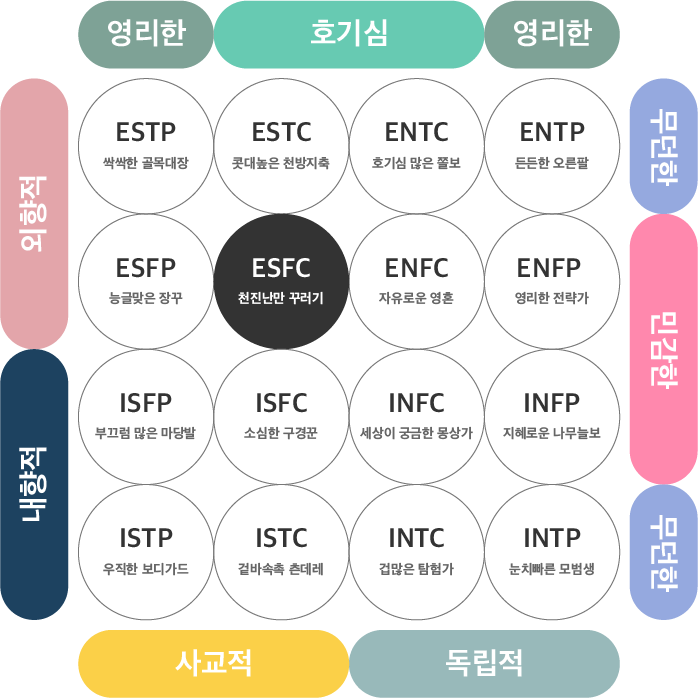 영리한
호기심
영리한
외향적
ESTP
싹싹한 골목대장
ESTC
콧대높은 천방지축
ENTC
호기심 많은 쫄보
ENTP
든든한 오른팔
무던한
ESFP
능글맞은 장꾸
ESFC
천진난만 꾸러기
ENFC
자유로운 영혼
ENFP
영리한 전략가
민감한
내향적
ISFP
부끄럼 많은 마당발
ISFC
소심한 구경꾼
INFC
세상이 궁금한 몽상가
INFP
지혜로운 나무늘보
ISTP
우직한 보디가드
ISTC
겉바속촉 츤데레
INTC
겁많은 탐험가
INTP
눈치빠른 모범생
무던한
사교적
독립적